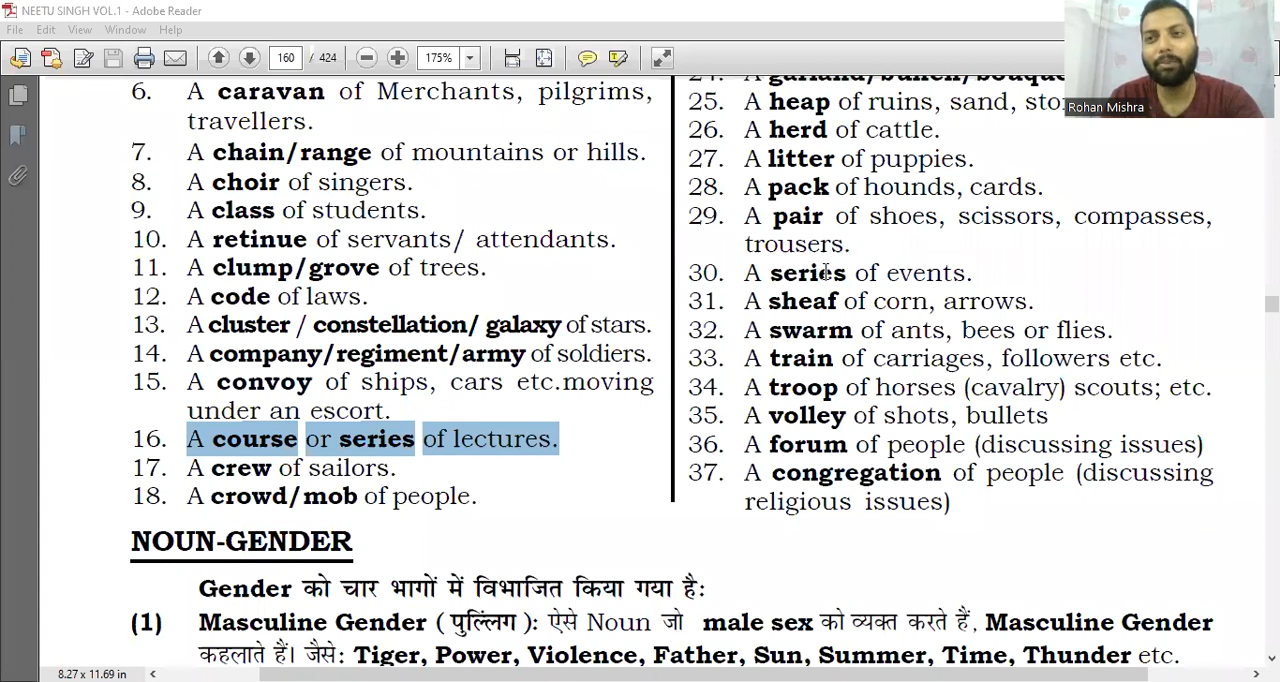 NEETU SINGH VOL.1 - Adobe Reader
File Edit View Window Help
160 / 424 175%
Rohan Mishra
6. A caravan of Merchants, pilgrims,
travellers.
7. A chain/range of mountains or hills.
8. A choir of singers.
9. A class of students.
10. A retinue of servants/ attendants.
11. A clump/grove of trees.
12. A code of laws.
13. A cluster / constellation/ galaxy of stars.
14. A company/regiment/army of soldiers.
15. A convoy of ships, cars etc.moving
under an escort.
16. A course or series of lectures.
17. A crew of sailors.
18. A crowd/mob of people.
24. A garland/bunch/bouque
25. A heap of ruins, sand, sto
26. A herd of cattle.
27. A litter of puppies.
28. A pack of hounds, cards.
29. A pair of shoes, scissors, compasses,
trousers.
30. A series of events.
31. A sheaf of corn, arrows.
32. A swarm of ants, bees or flies.
33. A train of carriages, followers etc.
34. A troop of horses (cavalry) scouts; etc.
35. A volley of shots, bullets
36. A forum of people (discussing issues)
37. A congregation of people (discussing
religious issues)
NOUN-GENDER
Gender को चार भागों में विभाजित किया गया है:
(1) Masculine Gender ( पुल्लिंग ): ऐसे Noun जो male sex को व्यक्त करते हैं, Masculine Gender
कहलाते हैं। जैसे: Tiger, Power, Violence, Father, Sun, Summer, Time, Thunder etc.
8.27 x 11.69 in